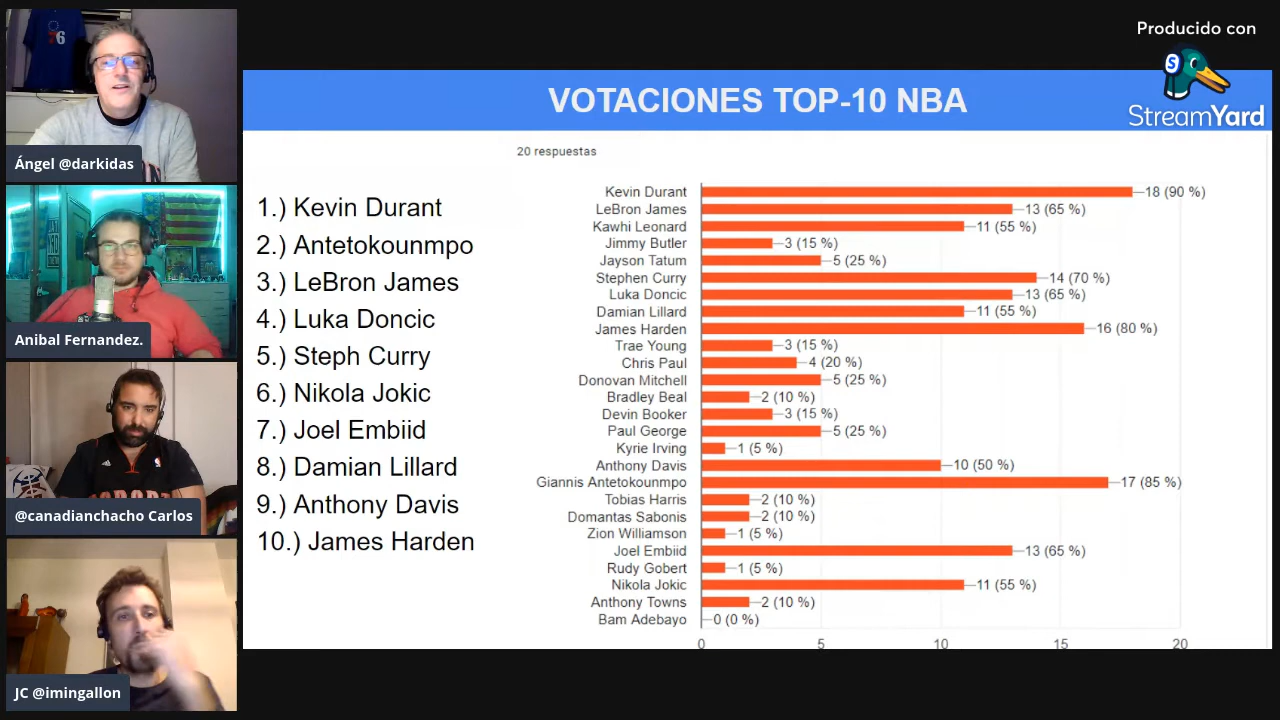 Producido con
StreamYard
76
Ángel @darkidas
Anibal Fernandez.
@canadianchacho Carlos
JC @imingallon
VOTACIONES TOP-10 NBA
20 respuestas
1.) Kevin Durant
2.) Antetokounmpo
3.) LeBron James
4.) Luka Doncic
5.) Steph Curry
6.) Nikola Jokic
7.) Joel Embiid
8.) Damian Lillard
9.) Anthony Davis
10.) James Harden
Kevin Durant 18 (90 %)
LeBron James 13 (65 %)
Kawhi Leonard 11 (55 %)
Jimmy Butler 3 (15 %)
Jayson Tatum 5 (25 %)
Stephen Curry 14 (70 %)
Luka Doncic 13 (65 %)
Damian Lillard 11 (55 %)
James Harden 16 (80 %)
Trae Young 3 (15 %)
Chris Paul 4 (20 %)
Donovan Mitchell 5 (25 %)
Bradley Beal 2 (10 %)
Devin Booker 3 (15 %)
Paul George 5 (25 %)
Kyrie Irving 1 (5 %)
Anthony Davis 10 (50 %)
Giannis Antetokounmpo 17 (85 %)
Tobias Harris 2 (10 %)
Domantas Sabonis 2 (10 %)
Zion Williamson 1 (5 %)
Joel Embiid 13 (65 %)
Rudy Gobert 1 (5 %)
Nikola Jokic 11 (55 %)
Anthony Towns 2 (10 %)
Bam Adebayo 0 (0 %)
0 5 10 15 20